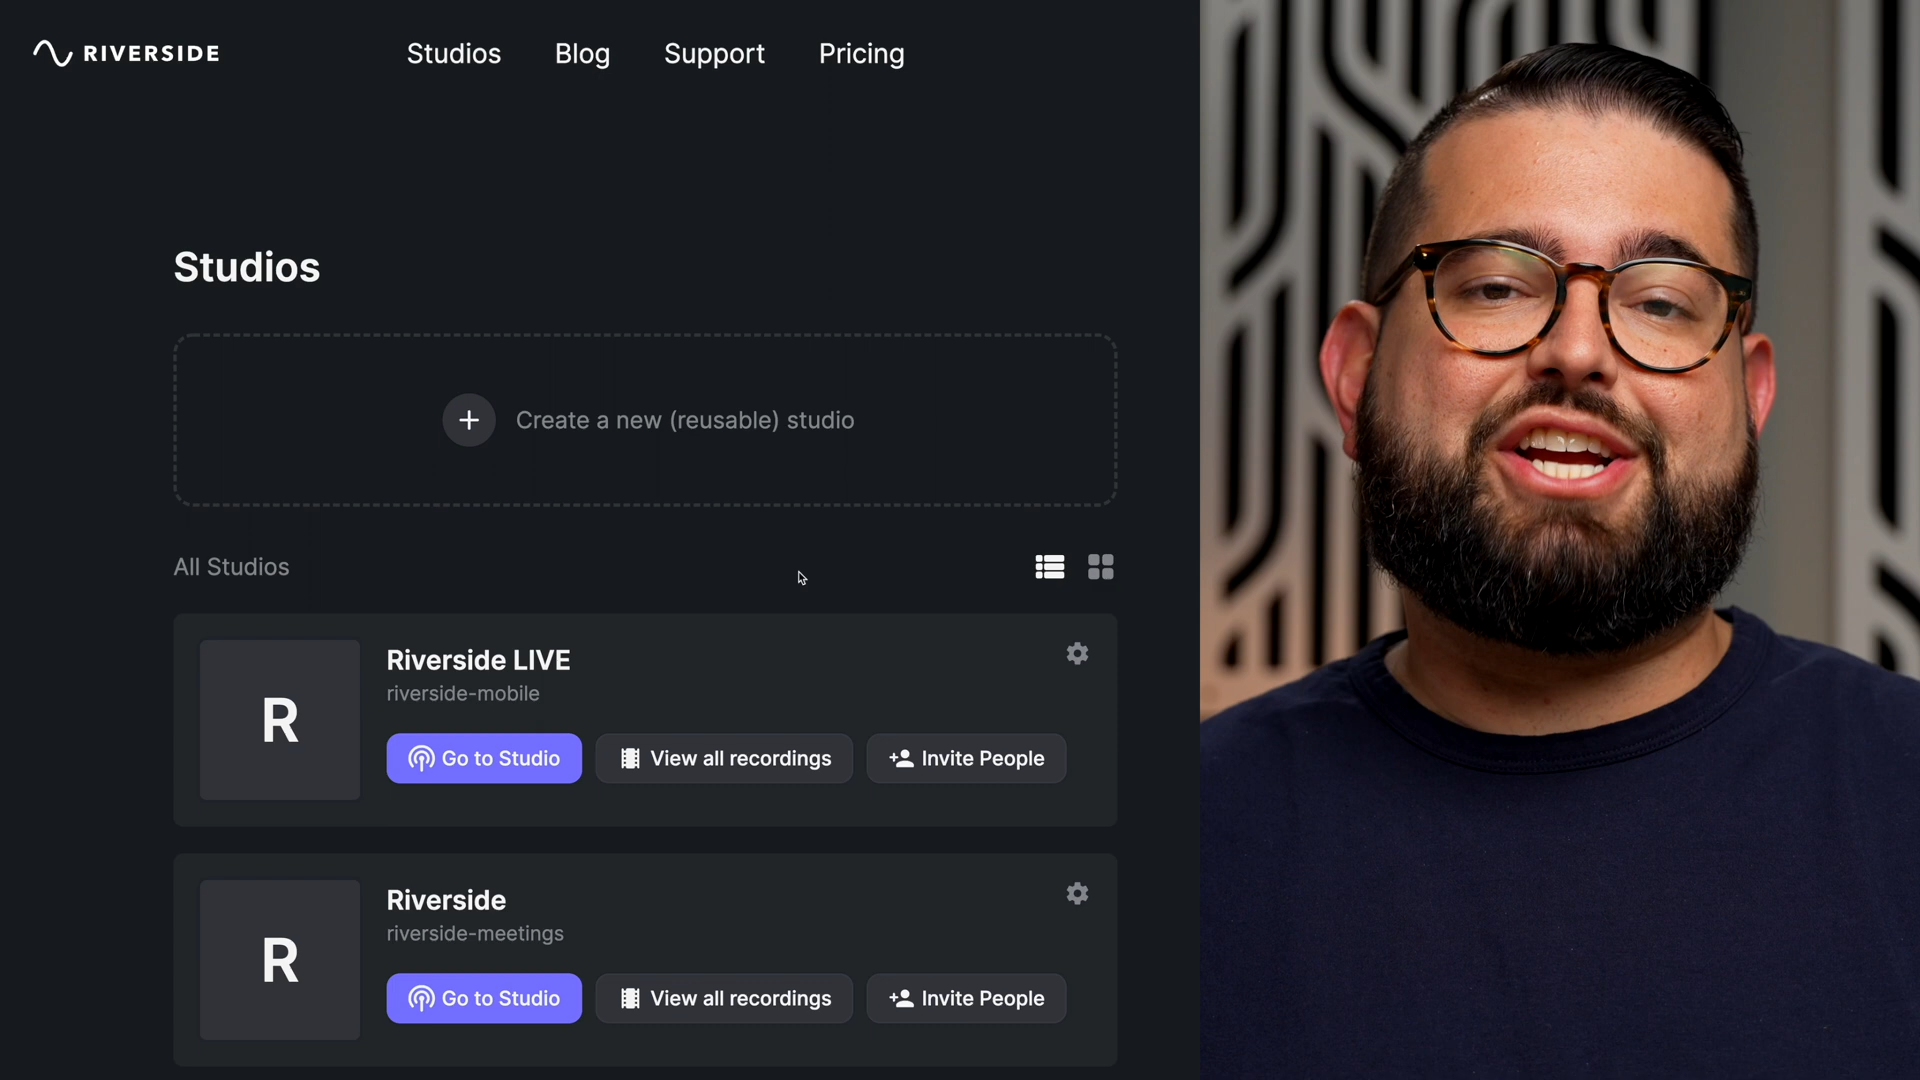 RIVERSIDE
Studios Blog Support Pricing
Studios
Create a new (reusable) studio
All Studios
R
Riverside LIVE
riverside-mobile
Go to Studio View all recordings Invite People
R
Riverside
riverside-meetings
Go to Studio View all recordings Invite People